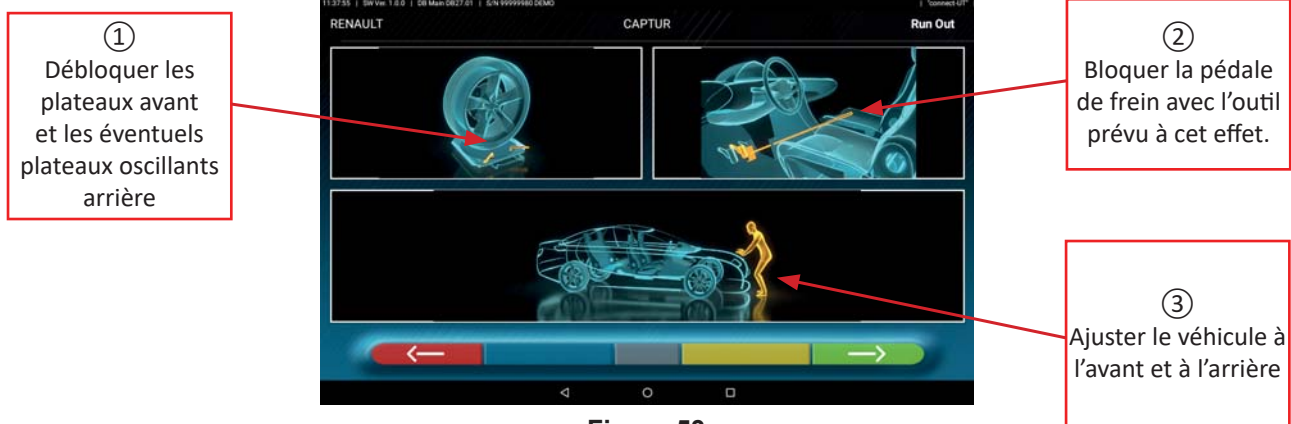 11:37:55 | SW Ver. 1.0.0 | DB Main DB27.01 | S/N 99999980 DEMO | "connect-UT"
RENAULT CAPTUR Run Out
①
Débloquer les
plateaux avant
et les éventuels
plateaux oscillants
arrière
②
Bloquer la pédale
de frein avec l’outil
prévu à cet effet.
③
Ajuster le véhicule à
l’avant et à l’arrière